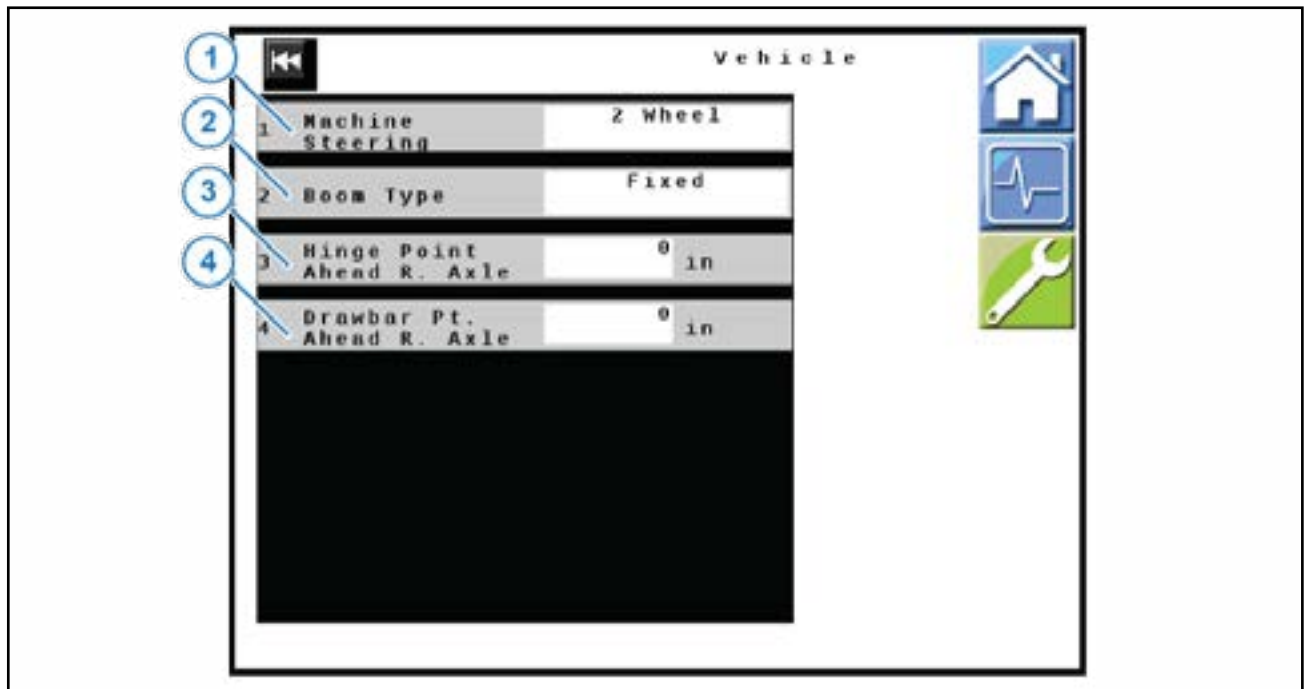 Vehicle
1
1 Machine 2 Wheel
Steering
2
2 Boom Type Fixed
3
3 Hinge Point 0 in
Ahead R. Axle
4
4 Drawbar Pt. 0 in
Ahead R. Axle